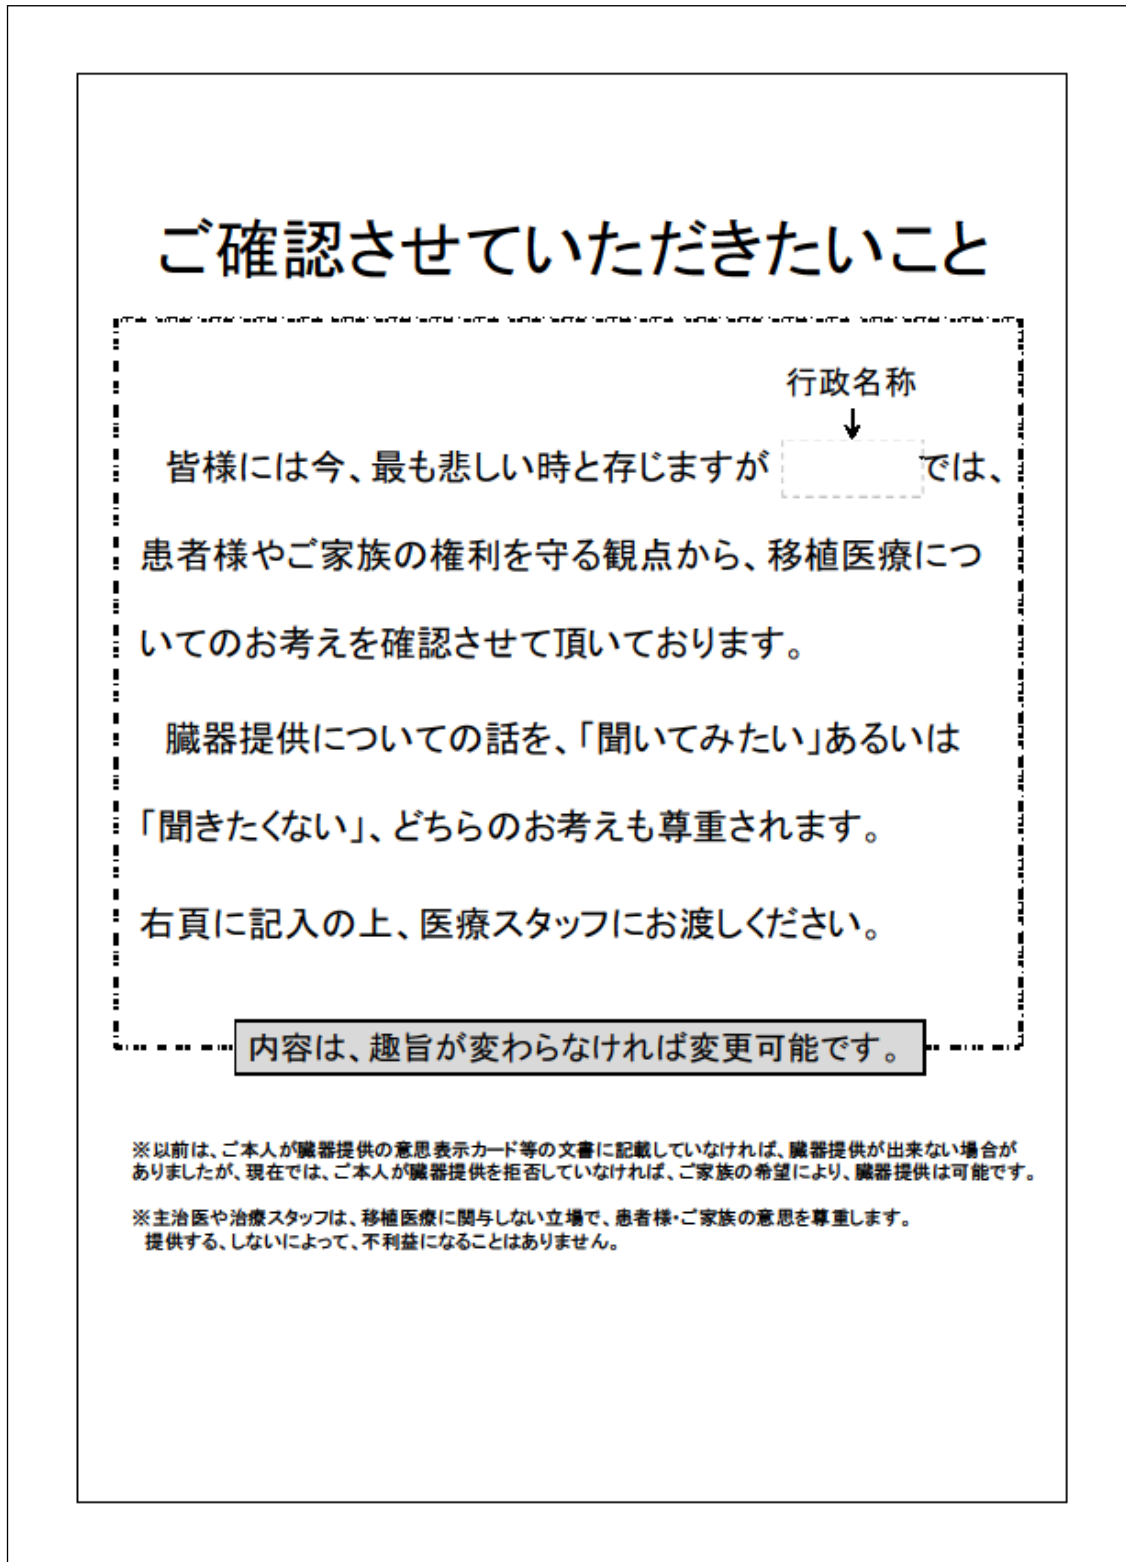 ご確認させていただきたいこと
行政名称
皆様には今、最も悲しい時と存じますが　　　　では、
患者様やご家族の権利を守る観点から、移植医療につ
いてのお考えを確認させて頂いております。
臓器提供についての話を、「聞いてみたい」あるいは
「聞きたくない」、どちらのお考えも尊重されます。
右頁に記入の上、医療スタッフにお渡しください。
内容は、趣旨が変わらなければ変更可能です。
※以前は、ご本人が臓器提供の意思表示カード等の文書に記載していなければ、臓器提供が出来ない場合が
ありましたが、現在では、ご本人が臓器提供を拒否していなければ、ご家族の希望により、臓器提供は可能です。
※主治医や治療スタッフは、移植医療に関与しない立場で、患者様・ご家族の意思を尊重します。
提供する、しないによって、不利益になることはありません。